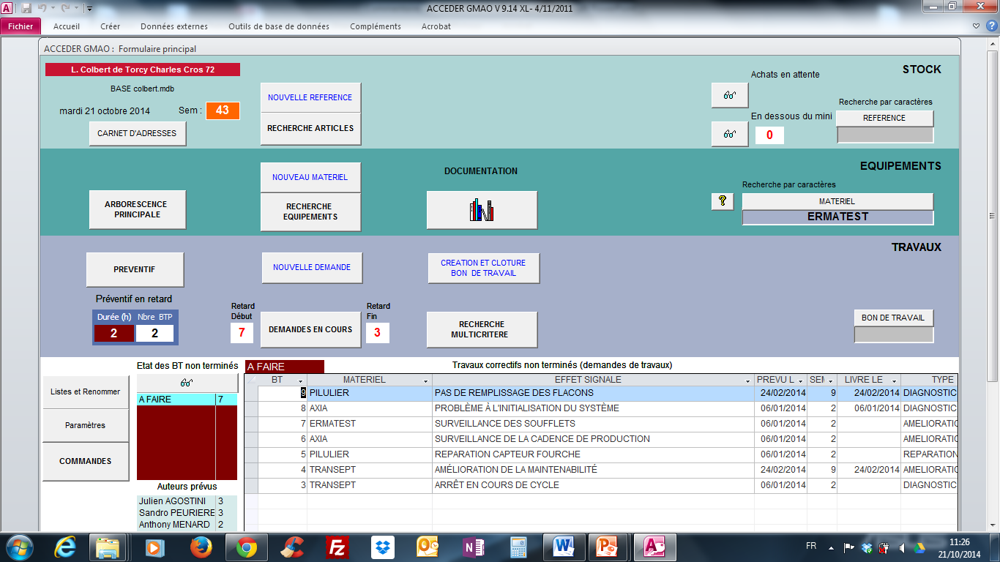 ACCEDER GMAO V 9.14 XL- 4/11/2011
Fichier Accueil Créer Données externes Outils de base de données Compléments Acrobat
ACCEDER GMAO : Formulaire principal
L. Colbert de Torcy Charles Cros 72
BASE colbert.mdb
mardi 21 octobre 2014 Sem : 43
CARNET D'ADRESSES
NOUVELLE REFERENCE
RECHERCHE ARTICLES
Achats en attente
STOCK
En dessous du mini
0
Recherche par caractères
REFERENCE
ARBORESCENCE
PRINCIPALE
NOUVEAU MATERIEL
RECHERCHE
EQUIPEMENTS
DOCUMENTATION
EQUIPEMENTS
Recherche par caractères
? MATERIEL
ERMATEST
TRAVAUX
PREVENTIF
NOUVELLE DEMANDE
CREATION ET CLOTURE
BON DE TRAVAIL
Préventif en retard
Durée (h) Nbre BTP
2 2
Retard
Début
7
DEMANDES EN COURS
Retard
Fin
3
RECHERCHE
MULTICRITERE
BON DE TRAVAIL
Listes et Renommer
Paramètres
COMMANDES
Etat des BT non terminés
A FAIRE 7
Auteurs prévus
Julien AGOSTINI 3
Sandro PEURIERE 3
Anthony MENARD 2
A FAIRE Travaux correctifs non terminés (demandes de travaux)
BT MATERIEL EFFET SIGNALE PREVU L SEM LIVRE LE TYPE
9 PILULIER PAS DE REMPLISSAGE DES FLACONS 24/02/2014 9 24/02/2014 DIAGNOSTIC
8 AXIA PROBLÈME À L'INITIALISATION DU SYSTÈME 06/01/2014 2 06/01/2014 DIAGNOSTIC
7 ERMATEST SURVEILLANCE DES SOUFFLETS 06/01/2014 2 AMELIORATIO
6 AXIA SURVEILLANCE DE LA CADENCE DE PRODUCTION 06/01/2014 2 AMELIORATIO
5 PILULIER REPARATION CAPTEUR FOURCHE 06/01/2014 2 REPARATION
4 TRANSEPT AMÉLIORATION DE LA MAINTENABILITÉ 24/02/2014 9 24/02/2014 AMELIORATIO
3 TRANSEPT ARRÊT EN COURS DE CYCLE 06/01/2014 2 DIAGNOSTIC
FR 11:26
21/10/2014